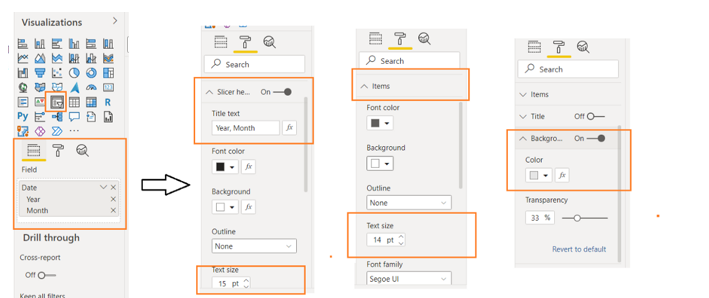 Visualizations
R
Py
Field
Date
Year
Month
Drill through
Cross-report
Off
Keep all filters
Search
Slicer he... On
Title text
Year, Month
fx
Font color
fx
Background
fx
Outline
None
Text size
15 pt
Search
Items
Font color
Background
Outline
None
Text size
14 pt
Font family
Segoe UI
Search
Items
Title Off
Backgro... On
Color
fx
Transparency
33 %
Revert to default